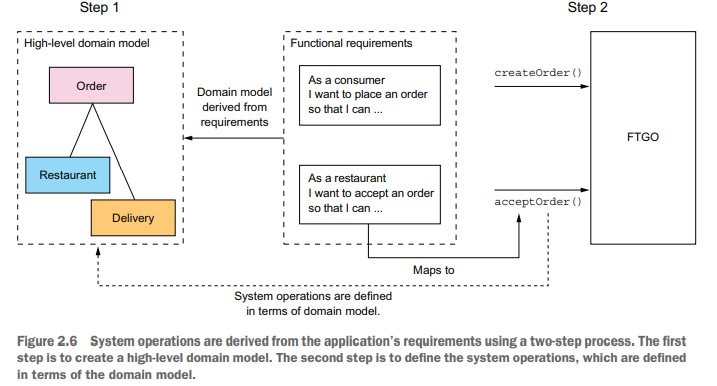 Step 1
Step 2
High-level domain model
Order
Restaurant
Delivery
Domain model
derived from
requirements
Functional requirements
As a consumer
I want to place an order
so that I can ...
As a restaurant
I want to accept an order
so that I can ...
createOrder()
acceptOrder()
FTGO
Maps to
System operations are defined
in terms of domain model.
Figure 2.6 System operations are derived from the application's requirements using a two-step process. The first
step is to create a high-level domain model. The second step is to define the system operations, which are defined
in terms of the domain model.